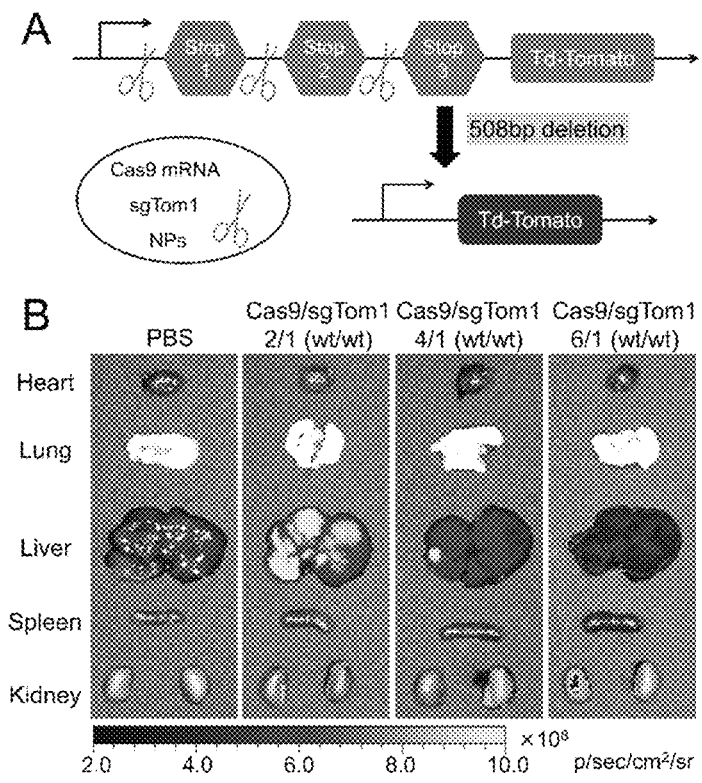 A
Stop 1 Stop 2 Stop 3 Td-Tomato
508bp deletion
Cas9 mRNA
sgTom1
NPs
Td-Tomato
B
PBS
Cas9/sgTom1
2/1 (wt/wt)
Cas9/sgTom1
4/1 (wt/wt)
Cas9/sgTom1
6/1 (wt/wt)
Heart
Lung
Liver
Spleen
Kidney
×10⁸
2.0 4.0 6.0 8.0 10.0 p/sec/cm²/sr